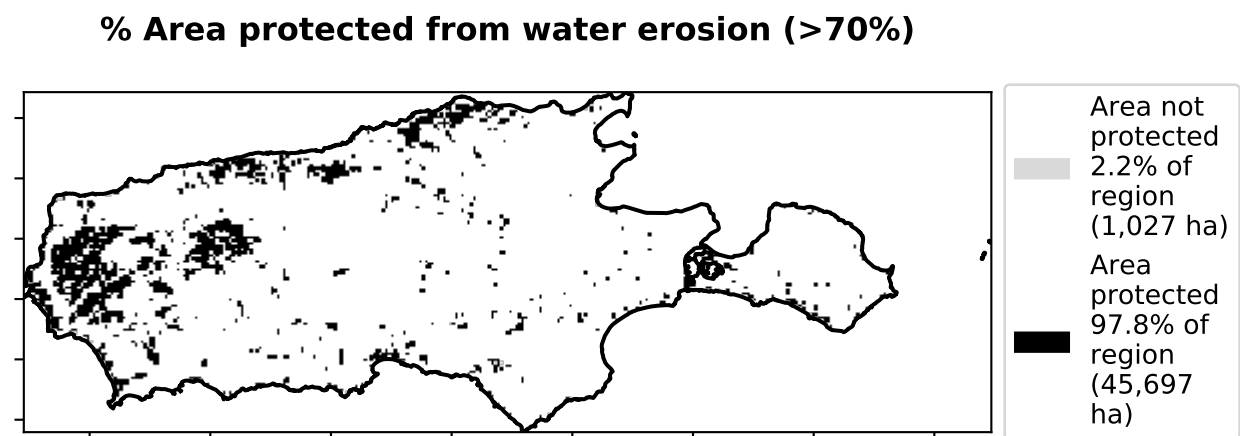 % Area protected from water erosion (>70%)
Area not
protected
2.2% of
region
(1,027 ha)
Area
protected
97.8% of
region
(45,697
ha)